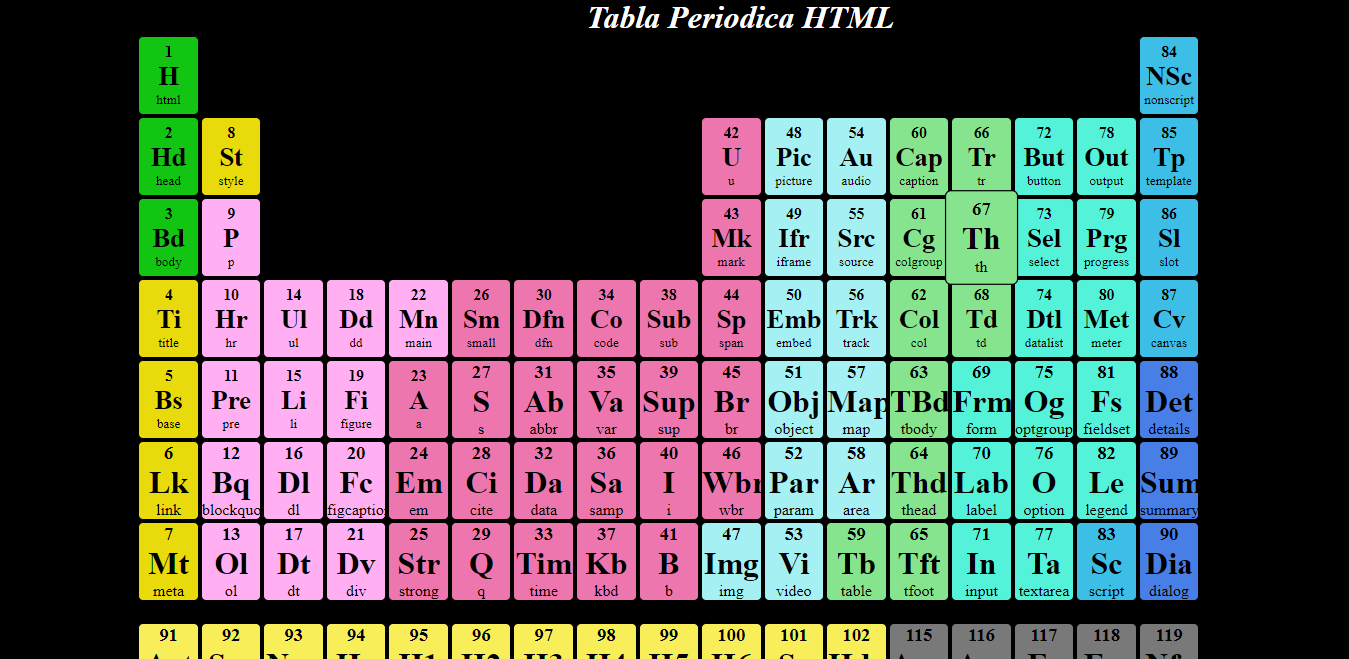 Tabla Periodica HTML
1 84
H NSc
html nonscript
2 8 42 48 54 60 66 72 78 85
Hd St U Pic Au Cap Tr But Out Tp
head style u picture audio caption tr button output template
3 9 43 49 55 61 67 73 79 86
Bd P Mk Ifr Src Cg Th Sel Prg Sl
body p mark iframe source colgroup th select progress slot
4 10 14 18 22 26 30 34 38 44 50 56 62 68 74 80 87
Ti Hr Ul Dd Mn Sm Dfn Co Sub Sp Emb Trk Col Td Dtl Met Cv
title hr ul dd main small dfn code sub span embed track col td datalist meter canvas
5 11 15 19 23 27 31 35 39 45 51 57 63 69 75 81 88
Bs Pre Li Fi A S Ab Va Sup Br Obj Map TBd Frm Og Fs Det
base pre li figure a s abbr var sup br object map tbody form optgroup fieldset details
6 12 16 20 24 28 32 36 40 46 52 58 64 70 76 82 89
Lk Bq Dl Fc Em Ci Da Sa I Wbr Par Ar Thd Lab O Le Sum
link blockquo dl figcaptio em cite data samp i wbr param area thead label option legend summary
7 13 17 21 25 29 33 37 41 47 53 59 65 71 77 83 90
Mt Ol Dt Dv Str Q Tim Kb B Img Vi Tb Tft In Ta Sc Dia
meta ol dt div strong q time kbd b img video table tfoot input textarea script dialog
91 92 93 94 95 96 97 98 99 100 101 102 115 116 117 118 119
H1 H2 H3 H4 H5 H6